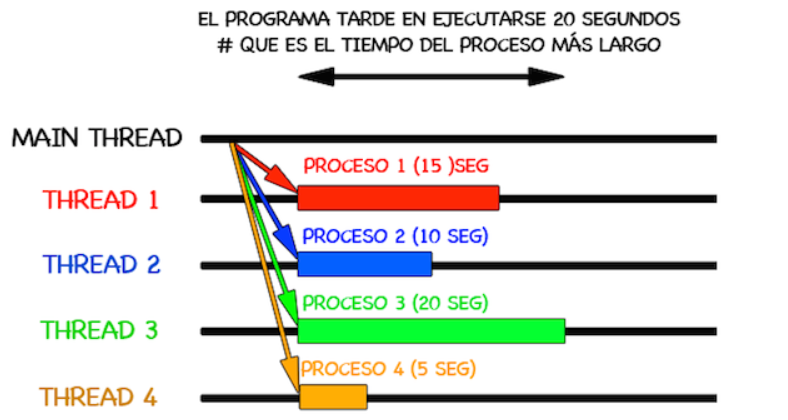 EL PROGRAMA TARDE EN EJECUTARSE 20 SEGUNDOS
# QUE ES EL TIEMPO DEL PROCESO MÁS LARGO
MAIN THREAD
PROCESO 1 (15 )SEG
THREAD 1
PROCESO 2 (10 SEG)
THREAD 2
PROCESO 3 (20 SEG)
THREAD 3
PROCESO 4 (5 SEG)
THREAD 4